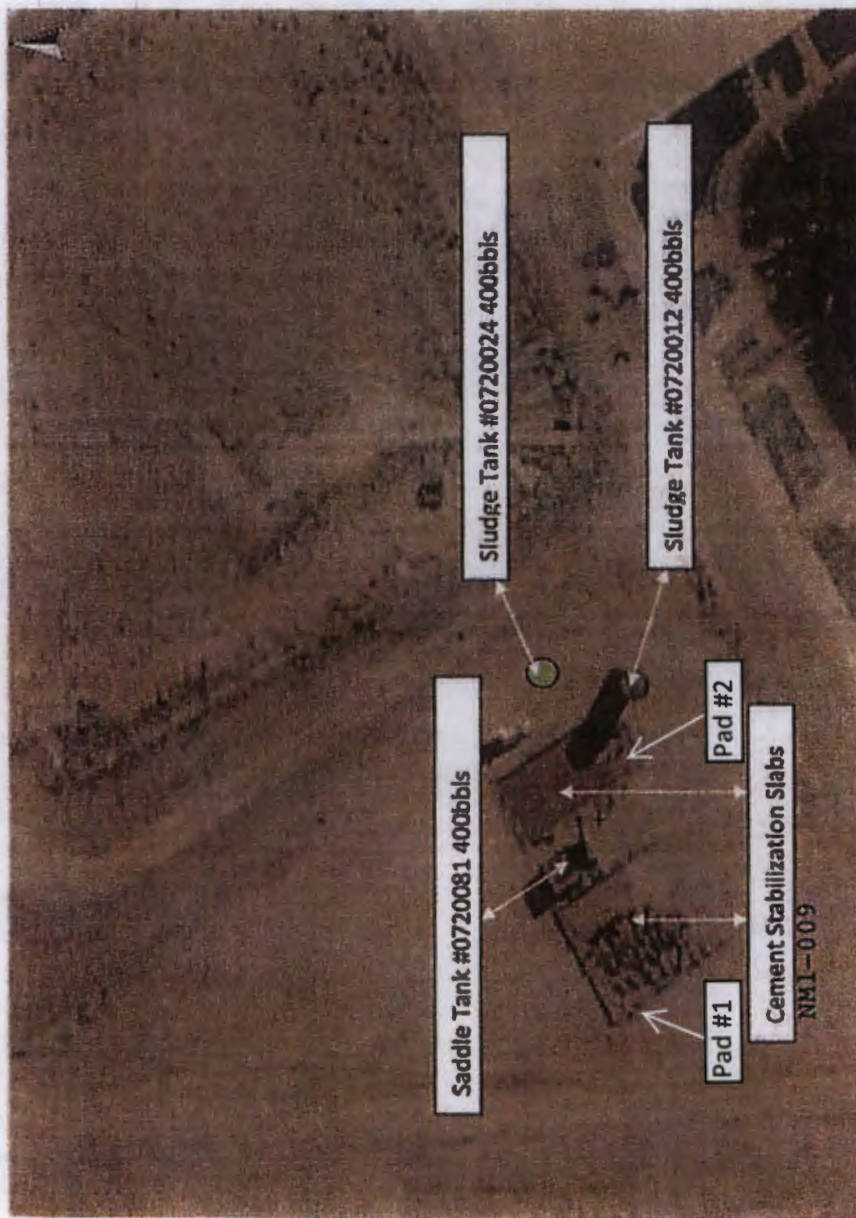 Sludge Tank #0720024 400bbls
Sludge Tank #0720012 400bbls
Saddle Tank #0720081 400bbls
Pad #2
Pad #1
Cement Stabilization Slabs
NM1-009